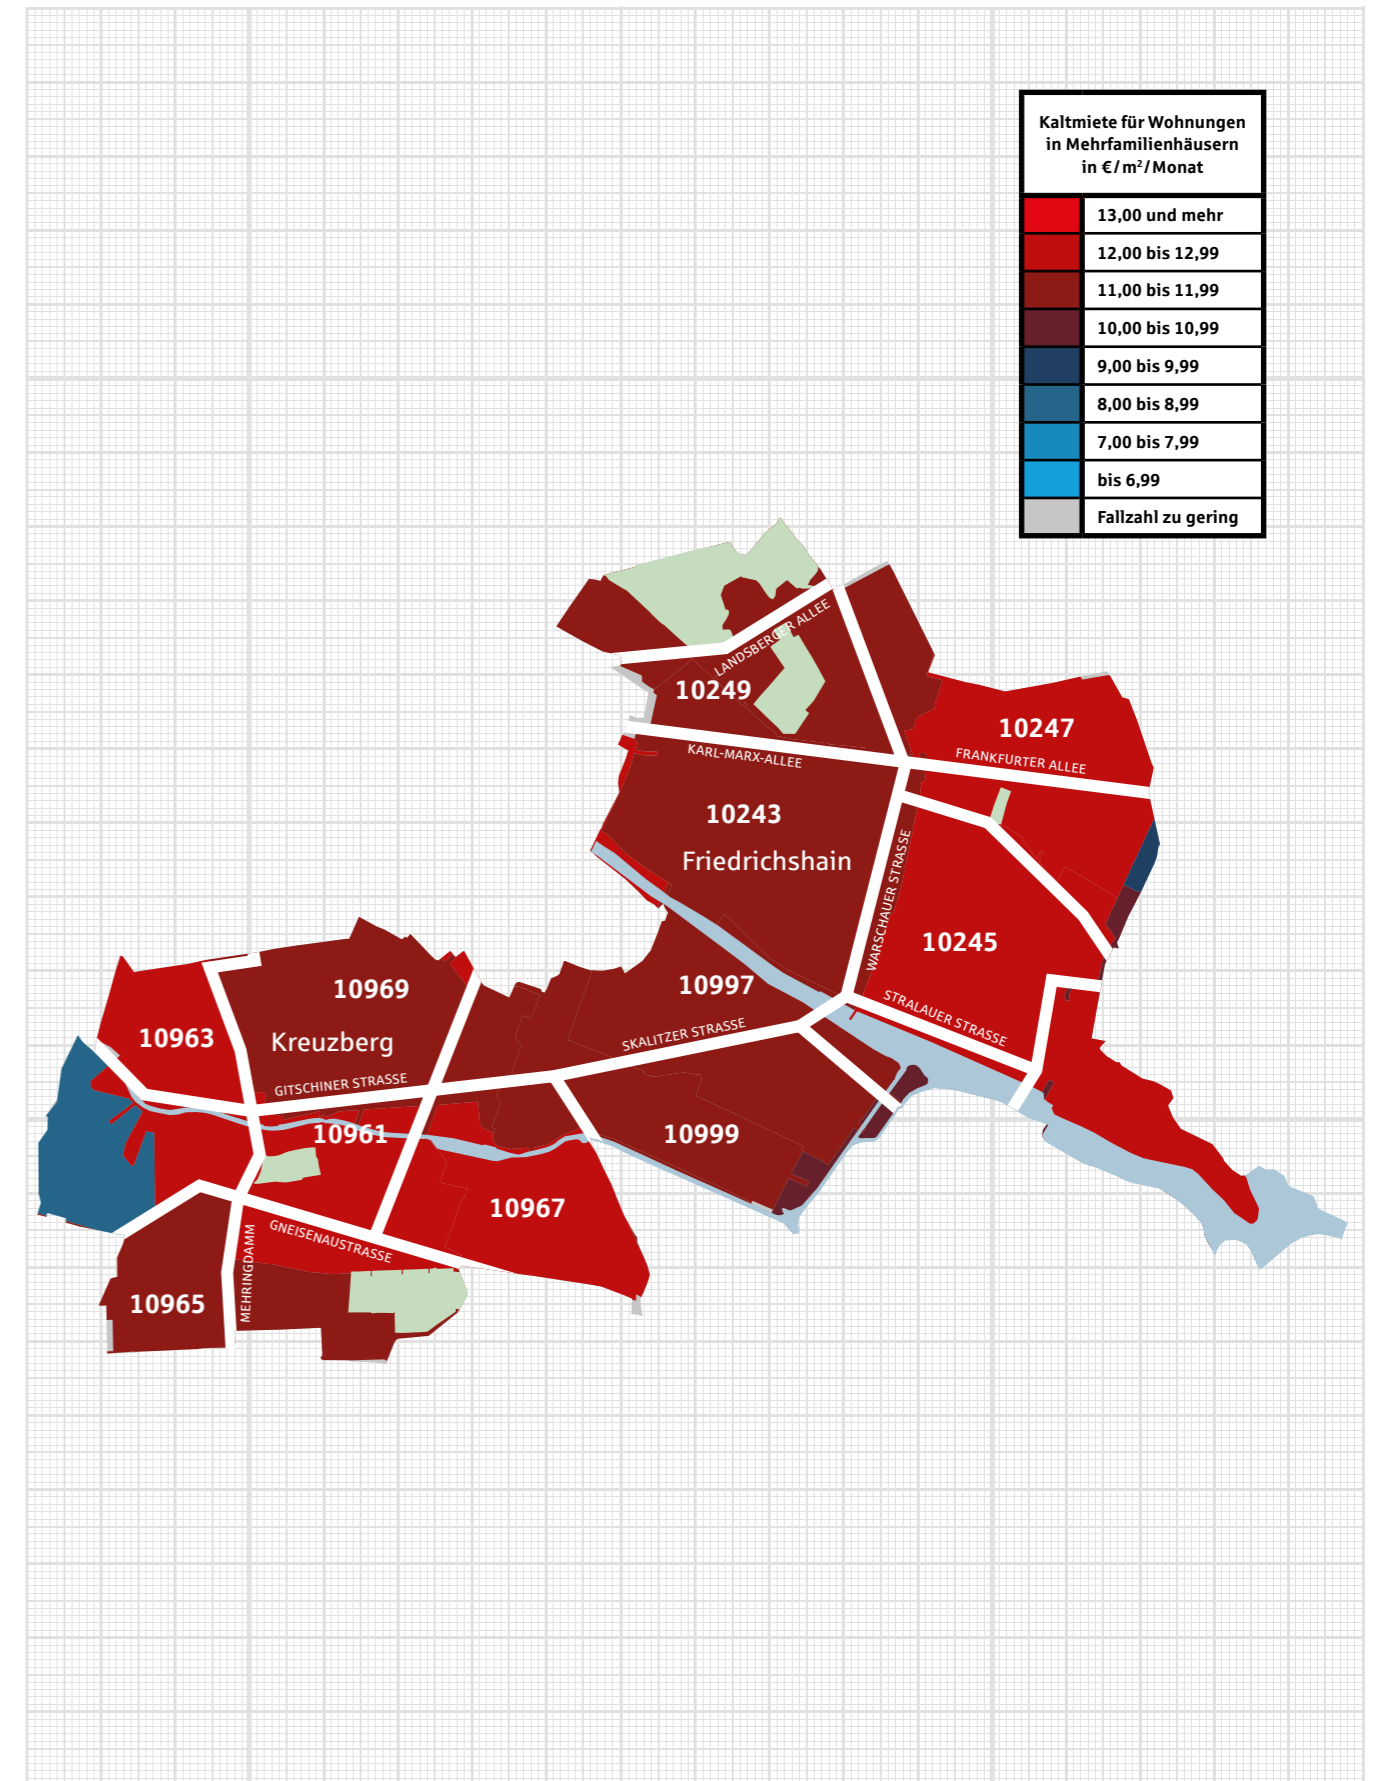 Kaltmiete für Wohnungen
in Mehrfamilienhäusern
in €/m²/Monat
13,00 und mehr
12,00 bis 12,99
11,00 bis 11,99
10,00 bis 10,99
9,00 bis 9,99
8,00 bis 8,99
7,00 bis 7,99
bis 6,99
Fallzahl zu gering
LANDSBERGER ALLEE
10249
10247
KARL-MARX-ALLEE
FRANKFURTER ALLEE
10243
Friedrichshain
WARSCHAUER STRASSE
10245
10969
10997
STRALAUER STRASSE
10963
Kreuzberg
SKALITZER STRASSE
GITSCHINER STRASSE
10961
10999
10967
GNEISENAUSTRASSE
MEHRINGDAMM
10965